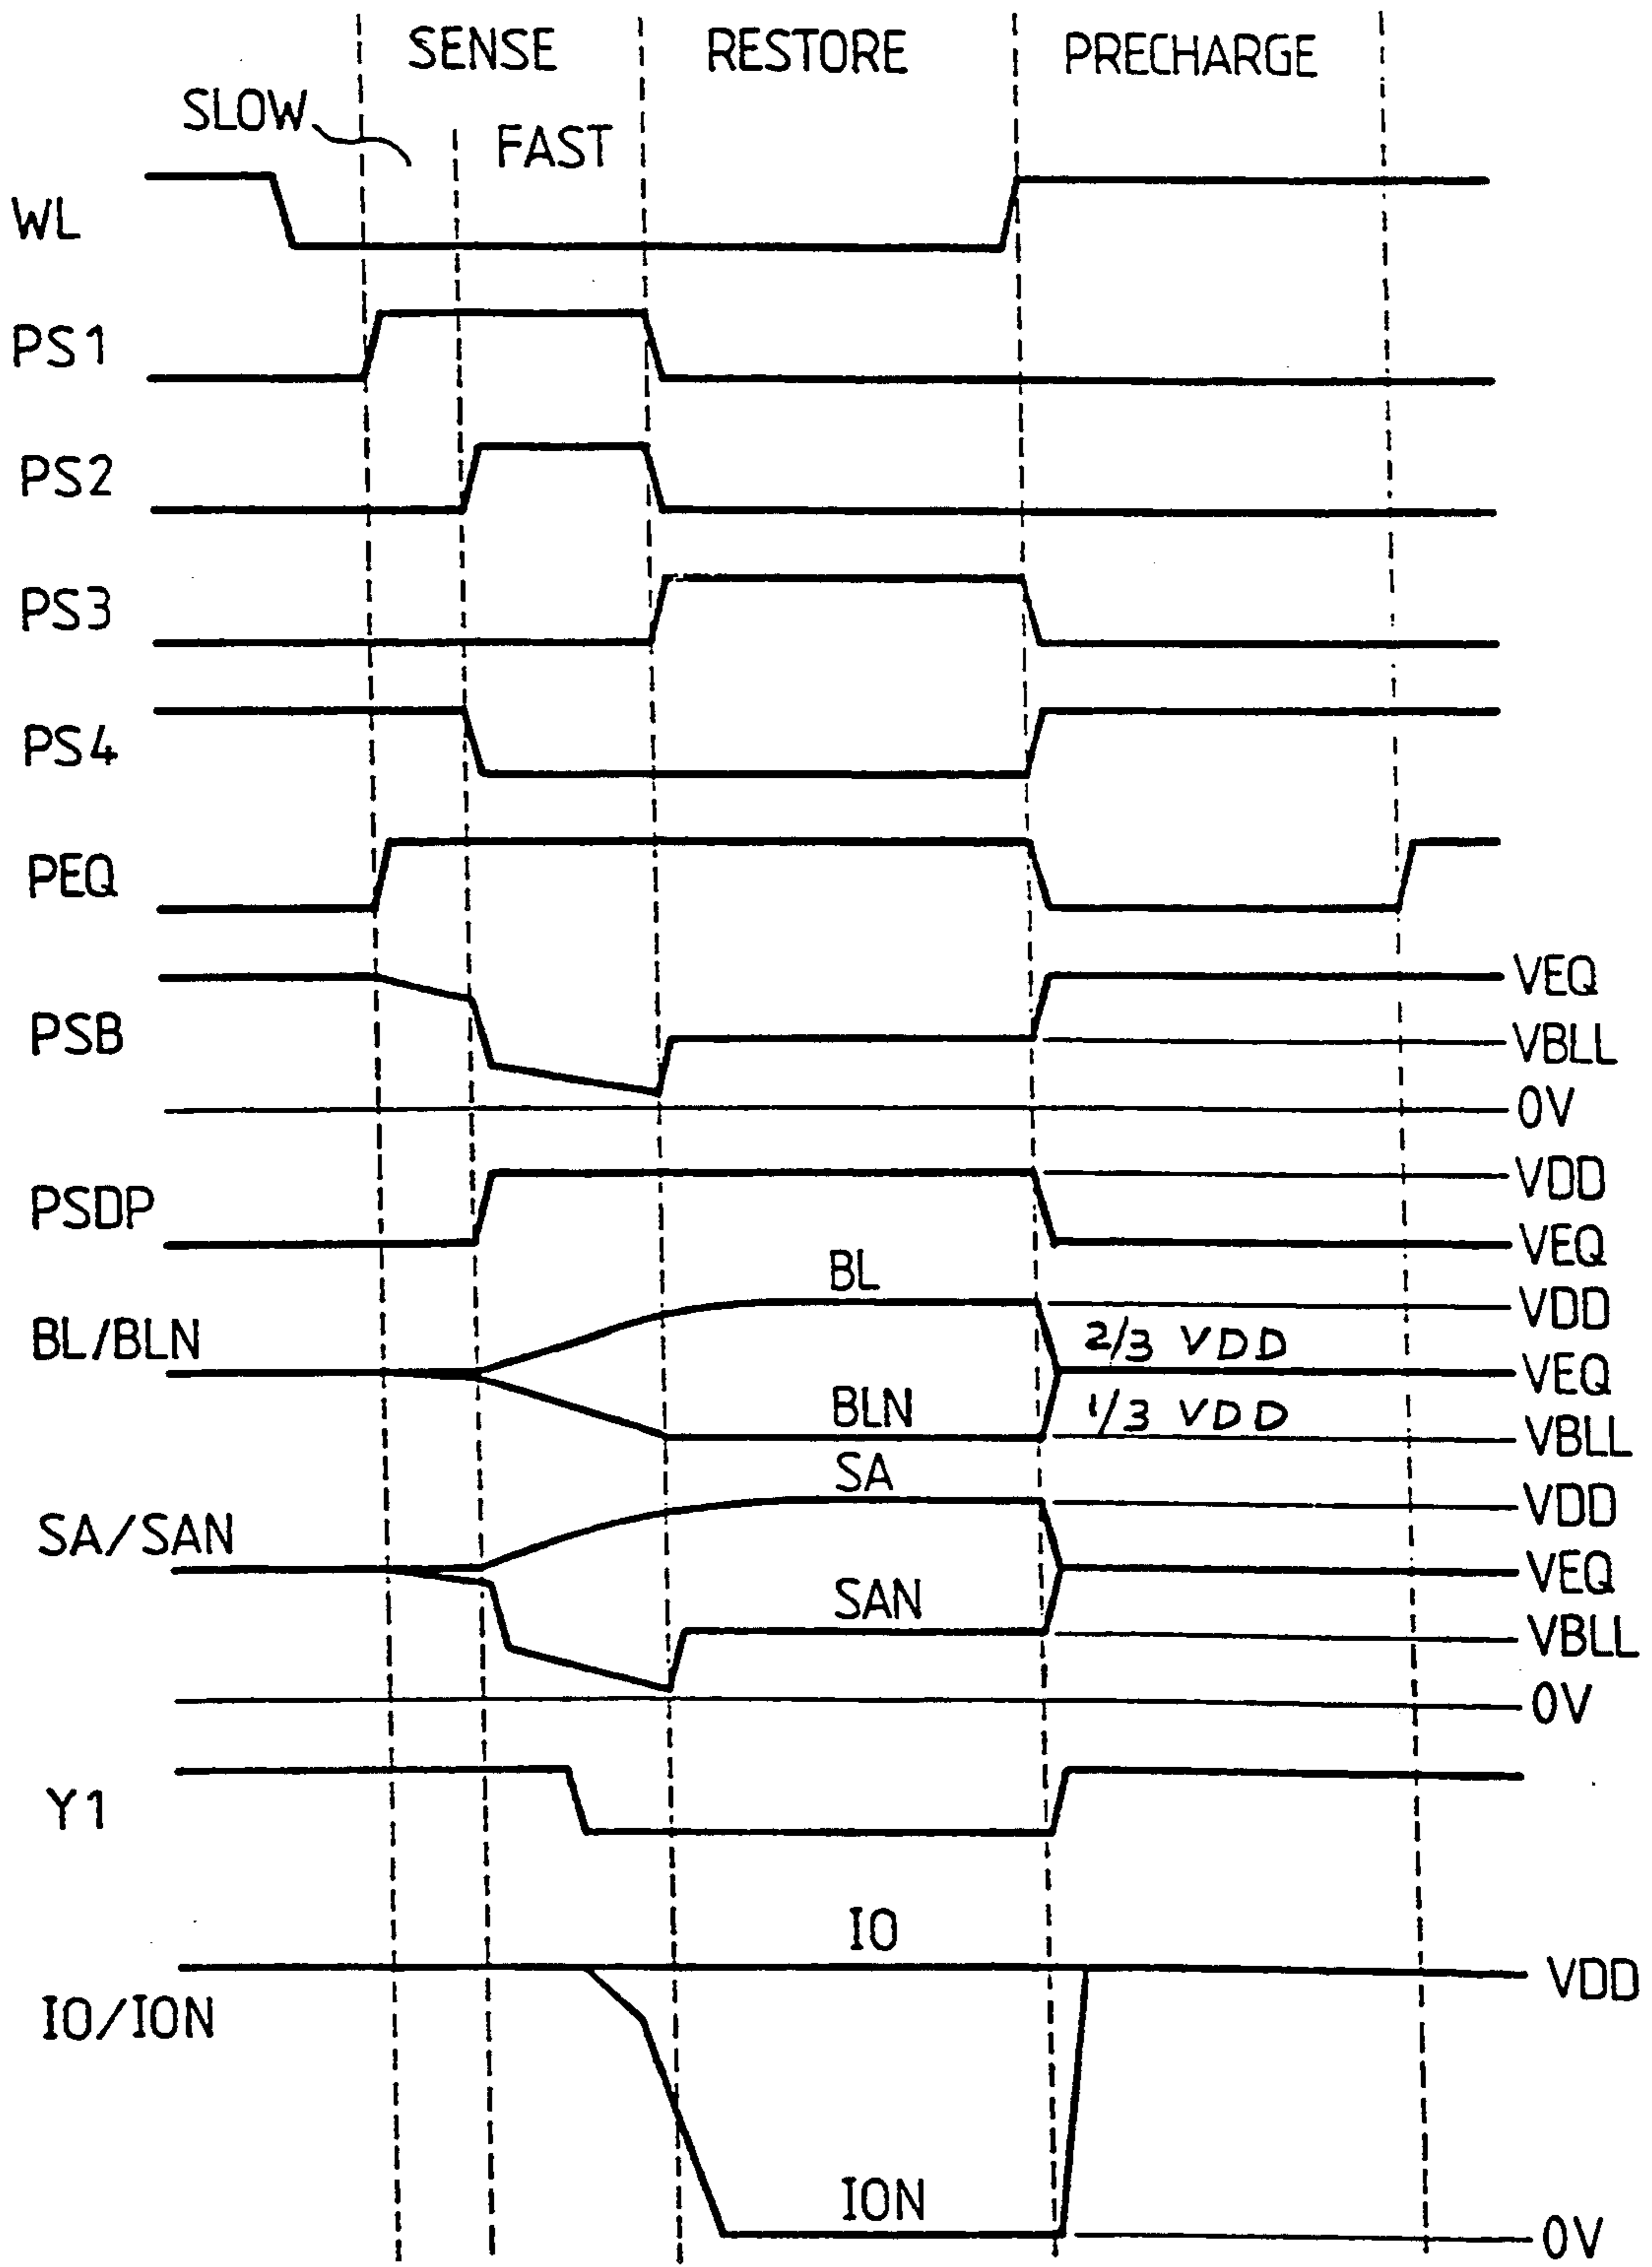 SENSE RESTORE PRECHARGE
SLOW FAST
WL
PS1
PS2
PS3
PS4
PEQ
VEQ
PSB VBLL
0V
VDD
PSDP
VEQ
BL
VDD
BL/BLN 2/3 VDD
VEQ
BLN 1/3 VDD
VBLL
SA
VDD
SA/SAN
VEQ
SAN
VBLL
0V
Y1
IO
VDD
IO/ION
ION
0V